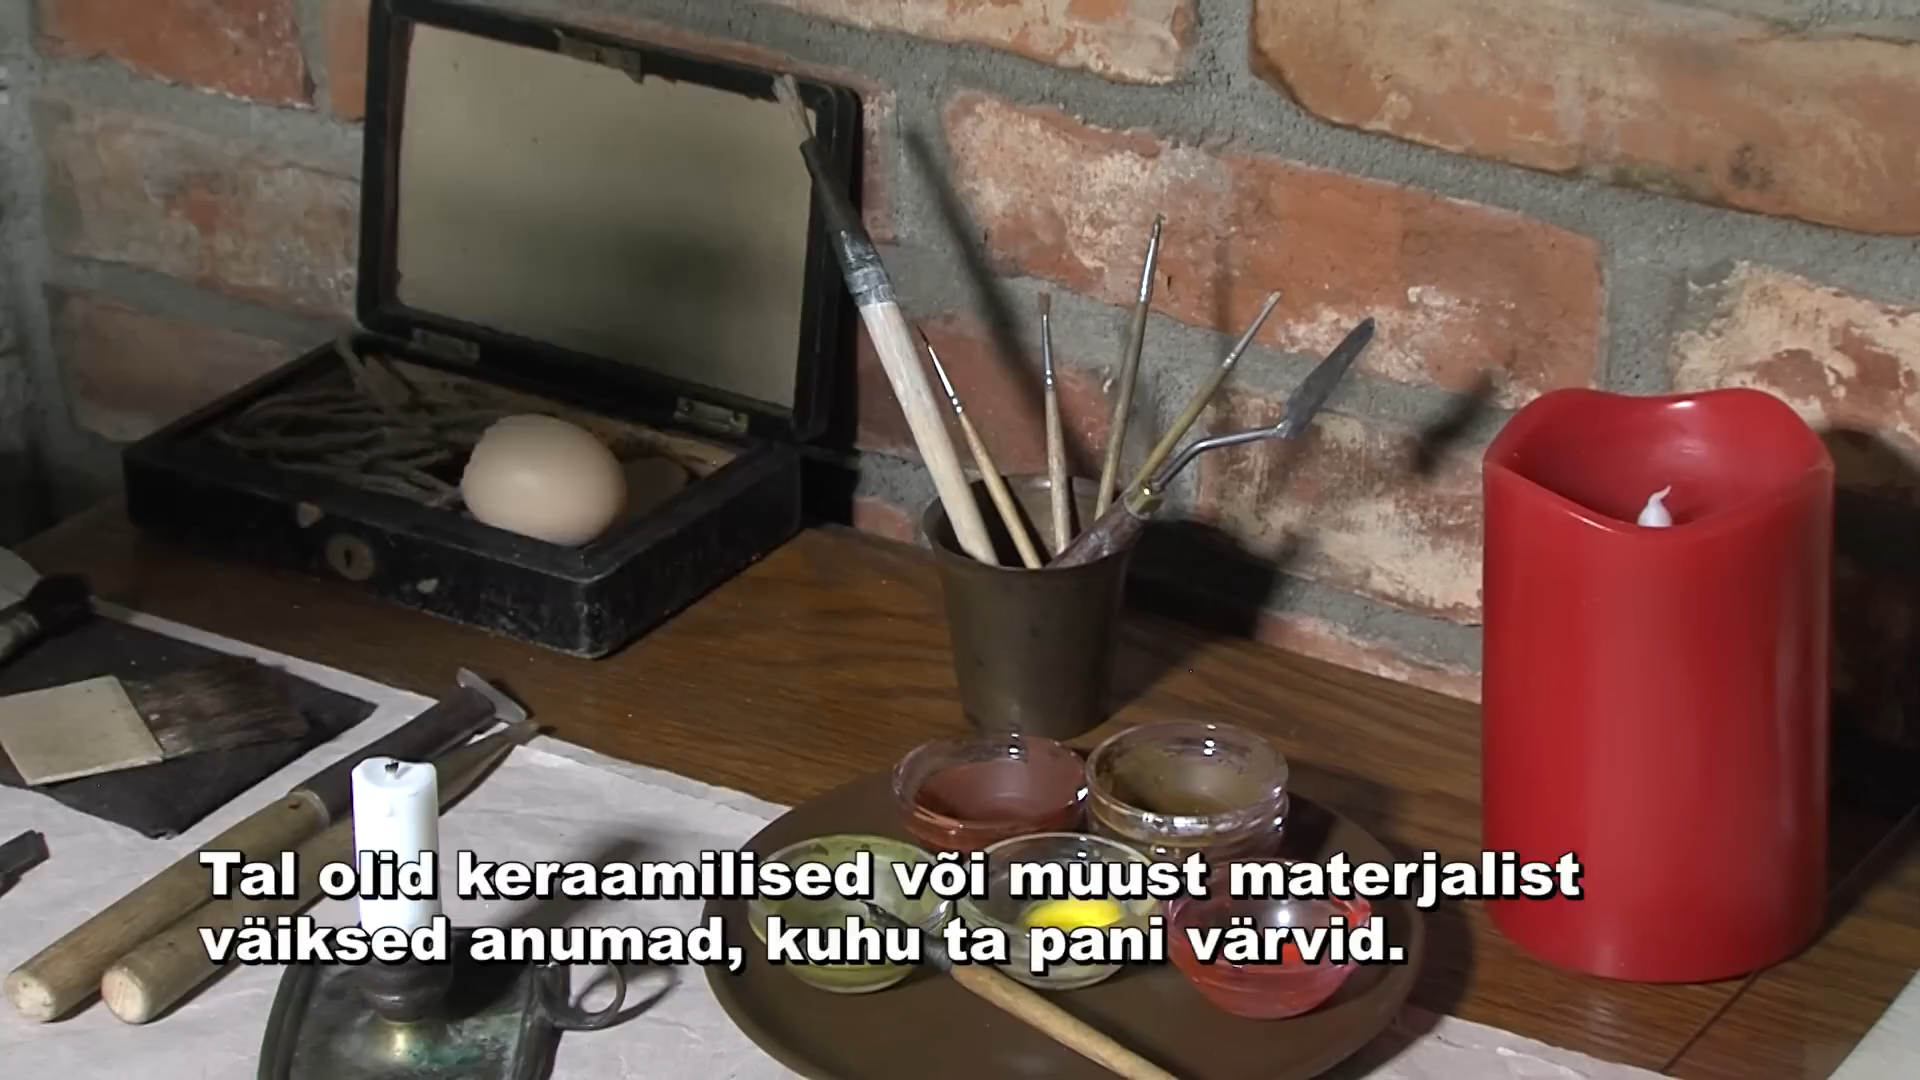 Tal olid keraamilised või muust materjalist
väiksed anumad, kuhu ta pani värvid.